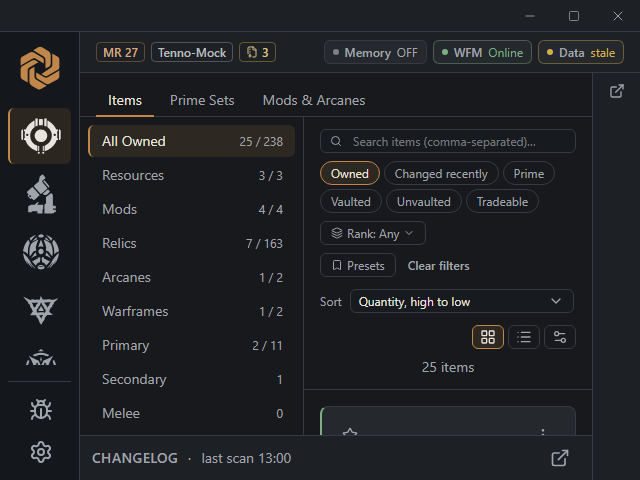 MR 27 Tenno-Mock 3 Memory OFF WFM Online Data stale
Items Prime Sets Mods & Arcanes
All Owned 25 / 238
Resources 3 / 3
Mods 4 / 4
Relics 7 / 163
Arcanes 1 / 2
Warframes 1 / 2
Primary 2 / 11
Secondary 1
Melee 0
Search items (comma-separated)...
Owned Changed recently Prime
Vaulted Unvaulted Tradeable
Rank: Any
Presets Clear filters
Sort Quantity, high to low
25 items
CHANGELOG · last scan 13:00